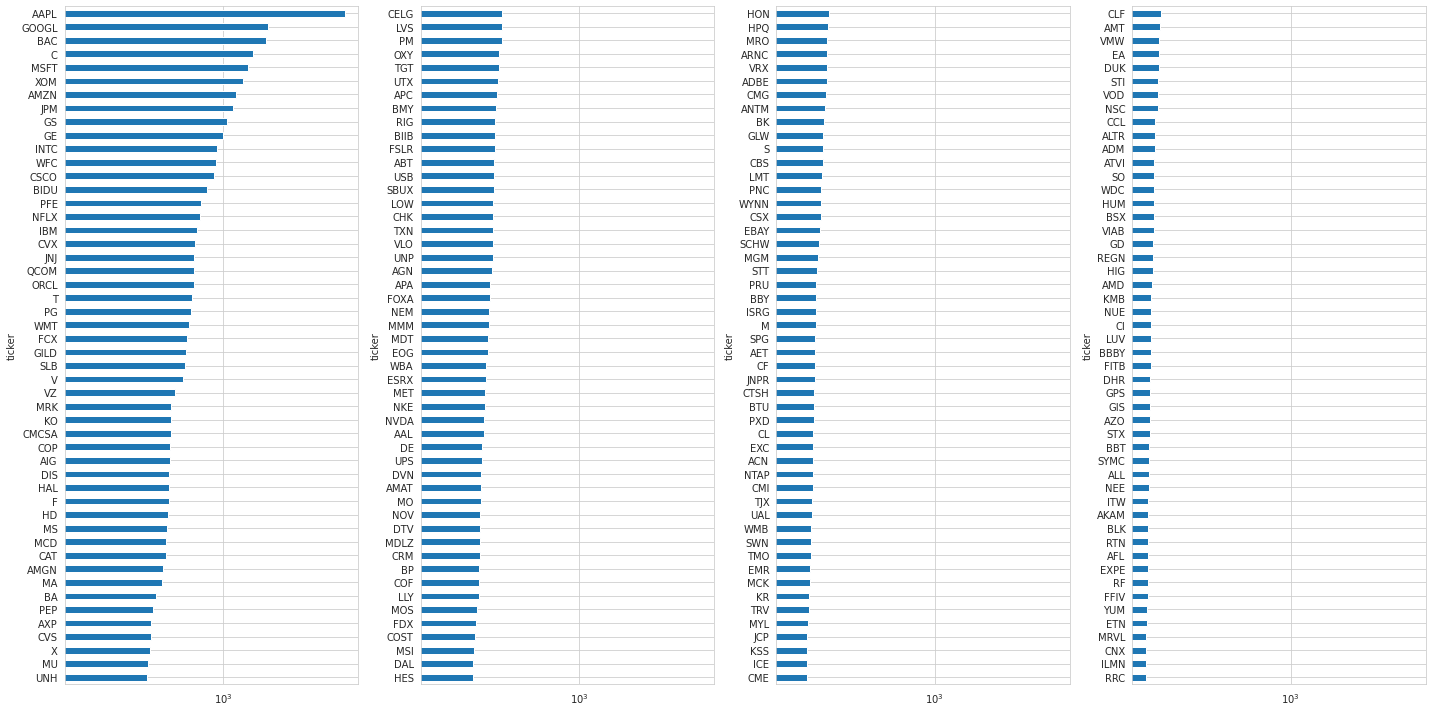 AAPL
GOOGL
BAC
C
MSFT
XOM
AMZN
JPM
GS
GE
INTC
WFC
CSCO
BIDU
PFE
NFLX
IBM
CVX
JNJ
QCOM
ORCL
T
PG
WMT
FCX
GILD
SLB
V
VZ
MRK
KO
CMCSA
COP
AIG
DIS
HAL
F
HD
MS
MCD
CAT
AMGN
MA
BA
PEP
AXP
CVS
X
MU
UNH
ticker
10³
CELG
LVS
PM
OXY
TGT
UTX
APC
BMY
RIG
BIIB
FSLR
ABT
USB
SBUX
LOW
CHK
TXN
VLO
UNP
AGN
APA
FOXA
NEM
MMM
MDT
EOG
WBA
ESRX
MET
NKE
NVDA
AAL
DE
UPS
DVN
AMAT
MO
NOV
DTV
MDLZ
CRM
BP
COF
LLY
MOS
FDX
COST
MSI
DAL
HES
ticker
10³
HON
HPQ
MRO
ARNC
VRX
ADBE
CMG
ANTM
BK
GLW
S
CBS
LMT
PNC
WYNN
CSX
EBAY
SCHW
MGM
STT
PRU
BBY
ISRG
M
SPG
AET
CF
JNPR
CTSH
BTU
PXD
CL
EXC
ACN
NTAP
CMI
TJX
UAL
WMB
SWN
TMO
EMR
MCK
KR
TRV
MYL
JCP
KSS
ICE
CME
ticker
10³
CLF
AMT
VMW
EA
DUK
STI
VOD
NSC
CCL
ALTR
ADM
ATVI
SO
WDC
HUM
BSX
VIAB
GD
REGN
HIG
AMD
KMB
NUE
CI
LUV
BBBY
FITB
DHR
GPS
GIS
AZO
STX
BBT
SYMC
ALL
NEE
ITW
AKAM
BLK
RTN
AFL
EXPE
RF
FFIV
YUM
ETN
MRVL
CNX
ILMN
RRC
ticker
10³